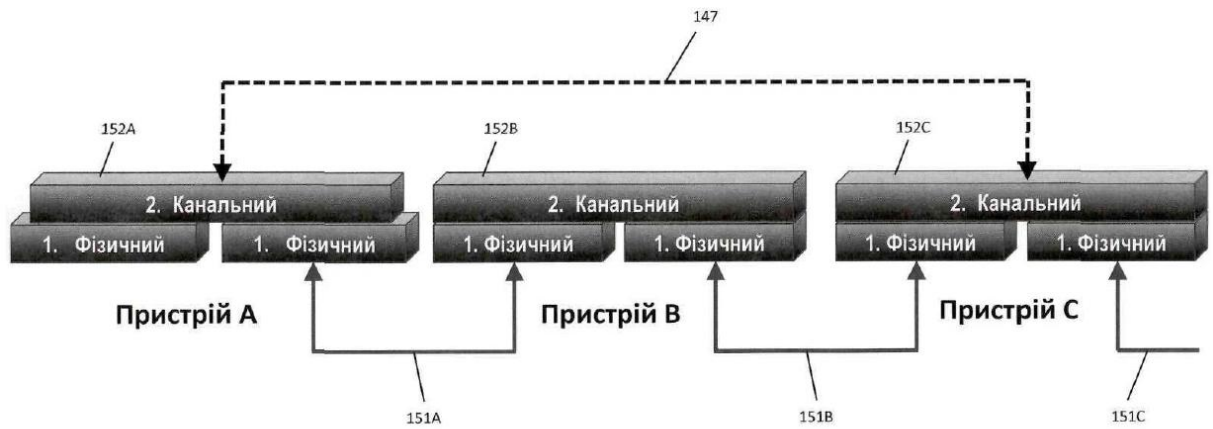 147
152A
152B
152C
2. Канальний
2. Канальний
2. Канальний
1. Фізичний
1. Фізичний
1. Фізичний
1. Фізичний
1. Фізичний
1. Фізичний
Пристрій А
Пристрій В
Пристрій С
151A
151B
151C